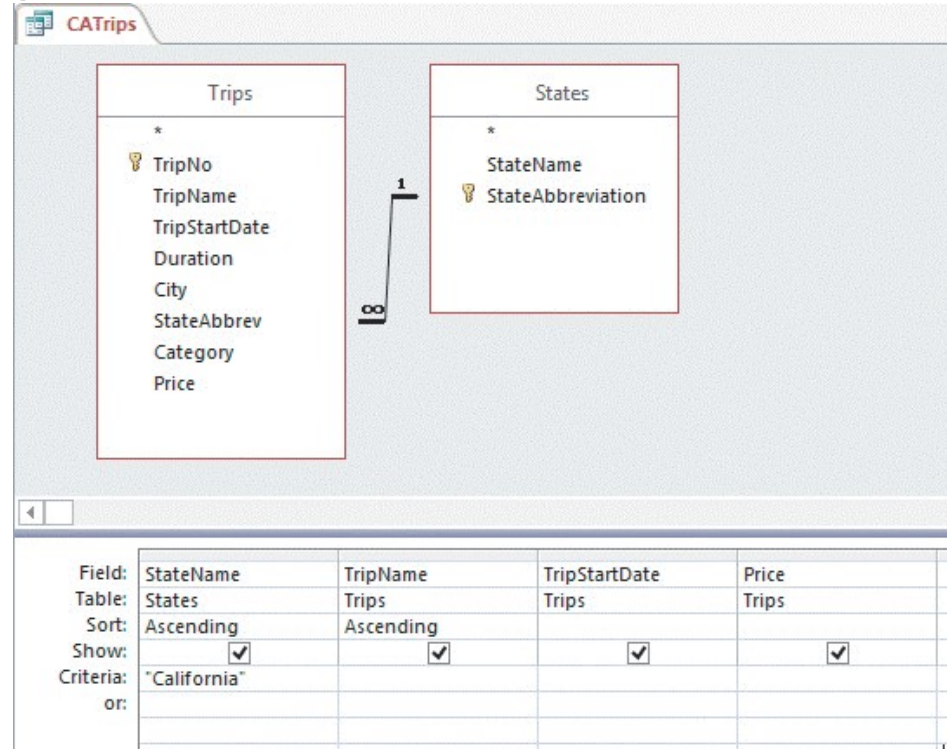 CATrips
Trips
*
TripNo
TripName
TripStartDate
Duration
City
StateAbbrev
Category
Price
States
*
StateName
StateAbbreviation
1
∞
Field: StateName TripName TripStartDate Price
Table: States Trips Trips Trips
Sort: Ascending Ascending
Show:
Criteria: "California"
or: